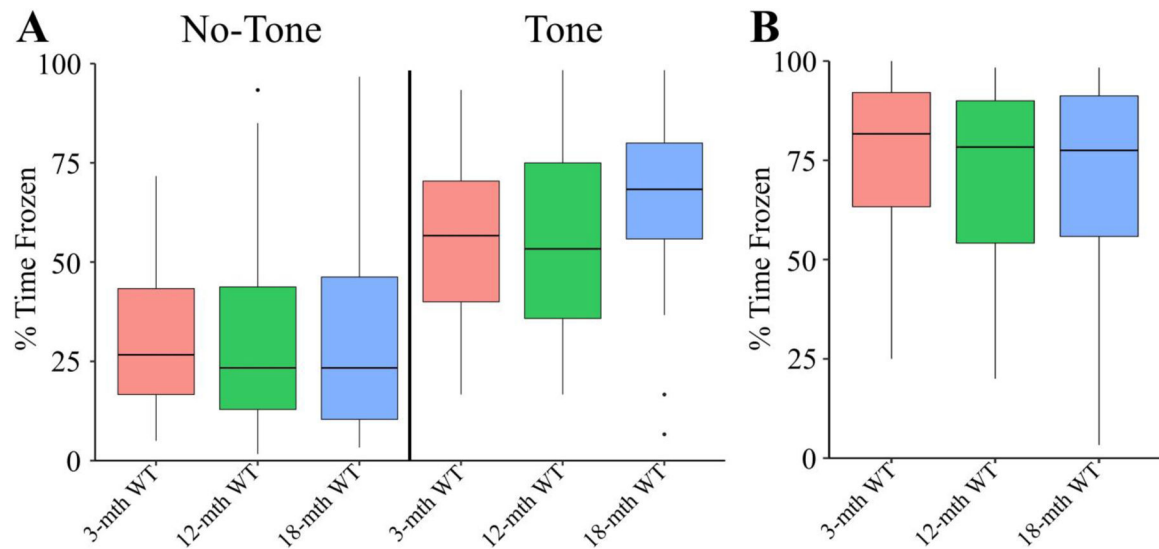 A
No-Tone
Tone
% Time Frozen
100
75
50
25
0
3-mth WT
12-mth WT
18-mth WT
3-mth WT
12-mth WT
18-mth WT
B
% Time Frozen
100
75
50
25
0
3-mth WT
12-mth WT
18-mth WT